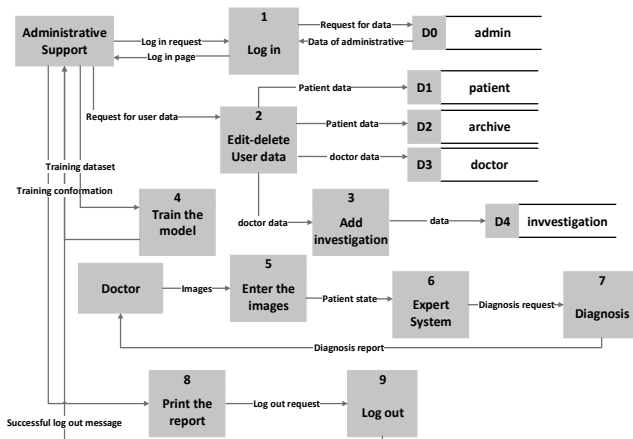 1
Administrative
Support
Log in request
Log in page
Log in
Request for data
Data of administrative
D0
admin
Patient data
D1
patient
Request for user data
2
Edit-delete
User data
Patient data
D2
archive
doctor data
D3
doctor
Training dataset
Training conformation
4
Train the
model
doctor data
3
Add
investigation
data
D4
invvestigation
Doctor
Images
5
Enter the
images
Patient state
6
Expert
System
Diagnosis request
7
Diagnosis
Diagnosis report
8
Print the
report
Log out request
9
Log out
Successful log out message